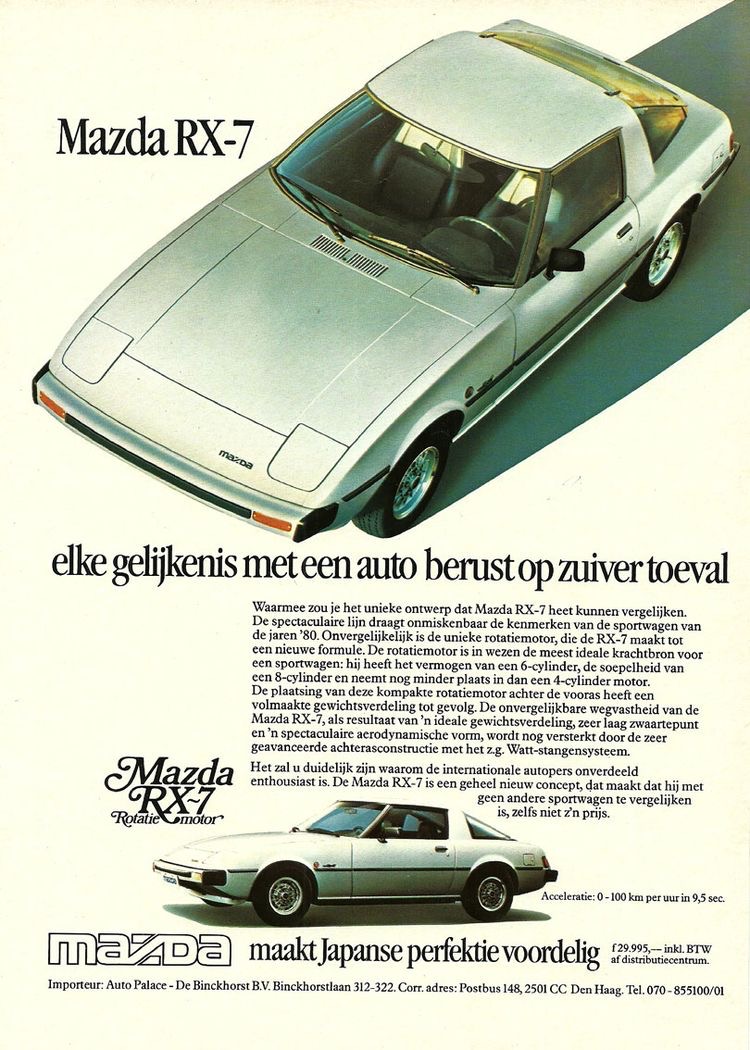 Mazda RX-7
mazda
elke gelijkenis met een auto berust op zuiver toeval
Waarmee zou je het unieke ontwerp dat Mazda RX-7 heet kunnen vergelijken.
De spectaculaire lijn draagt onmiskenbaar de kenmerken van de sportwagen van
de jaren '80. Onvergelijkelijk is de unieke rotatiemotor, die de RX-7 maakt tot
een nieuwe formule. De rotatiemotor is in wezen de meest ideale krachtbron voor
een sportwagen: hij heeft het vermogen van een 6-cylinder, de soepelheid van
een 8-cylinder en neemt nog minder plaats in dan een 4-cylinder motor.
De plaatsing van deze kompakte rotatiemotor achter de vooras heeft een
volmaakte gewichtsverdeling tot gevolg. De onvergelijkbare wegvastheid van de
Mazda RX-7, als resultaat van 'n ideale gewichtsverdeling, zeer laag zwaartepunt
en 'n spectaculaire aerodynamische vorm, wordt nog versterkt door de zeer
geavanceerde achterasconstructie met het z.g. Watt-stangensysteem.
Het zal u duidelijk zijn waarom de internationale autopers onverdeeld
enthousiast is. De Mazda RX-7 is een geheel nieuw concept, dat maakt dat hij met
geen andere sportwagen te vergelijken
is, zelfs niet z'n prijs.
Mazda
RX-7
Rotatie motor
mazda
Acceleratie: 0-100 km per uur in 9,5 sec.
mazda maakt Japanse perfektie voordelig
f 29.995,— inkl. BTW
af distributiecentrum.
Importeur: Auto Palace - De Binckhorst B.V. Binckhorstlaan 312-322. Corr. adres: Postbus 148, 2501 CC Den Haag. Tel. 070-855100/01